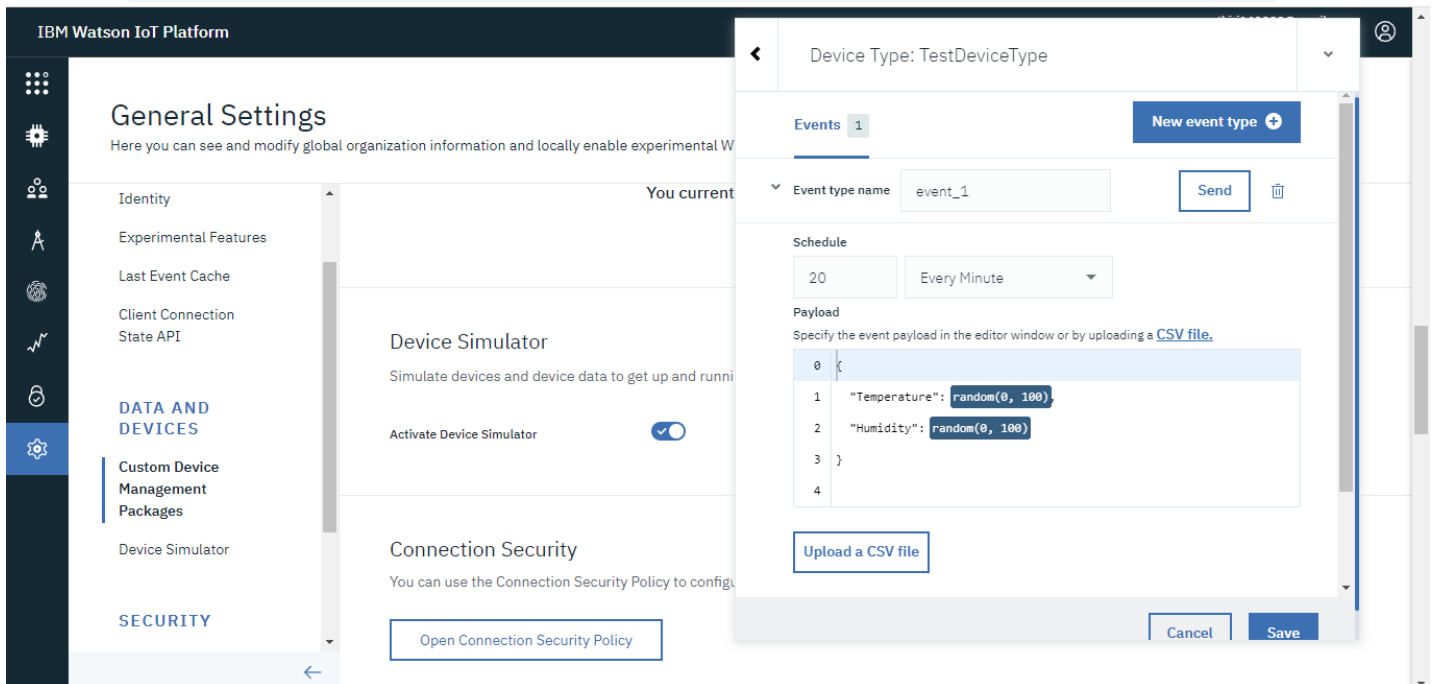 IBM Watson IoT Platform
Device Type: TestDeviceType
General Settings
Here you can see and modify global organization information and locally enable experimental W
Events 1
New event type
Identity
Experimental Features
Last Event Cache
Client Connection
State API
DATA AND
DEVICES
Custom Device
Management
Packages
Device Simulator
SECURITY
You current
Device Simulator
Simulate devices and device data to get up and runni
Activate Device Simulator
Connection Security
You can use the Connection Security Policy to configu
Open Connection Security Policy
Event type name event_1 Send
Schedule
20 Every Minute
Payload
Specify the event payload in the editor window or by uploading a CSV file.
0 {
1 "Temperature": random(0, 100),
2 "Humidity": random(0, 100)
3 }
4
Upload a CSV file
Cancel Save